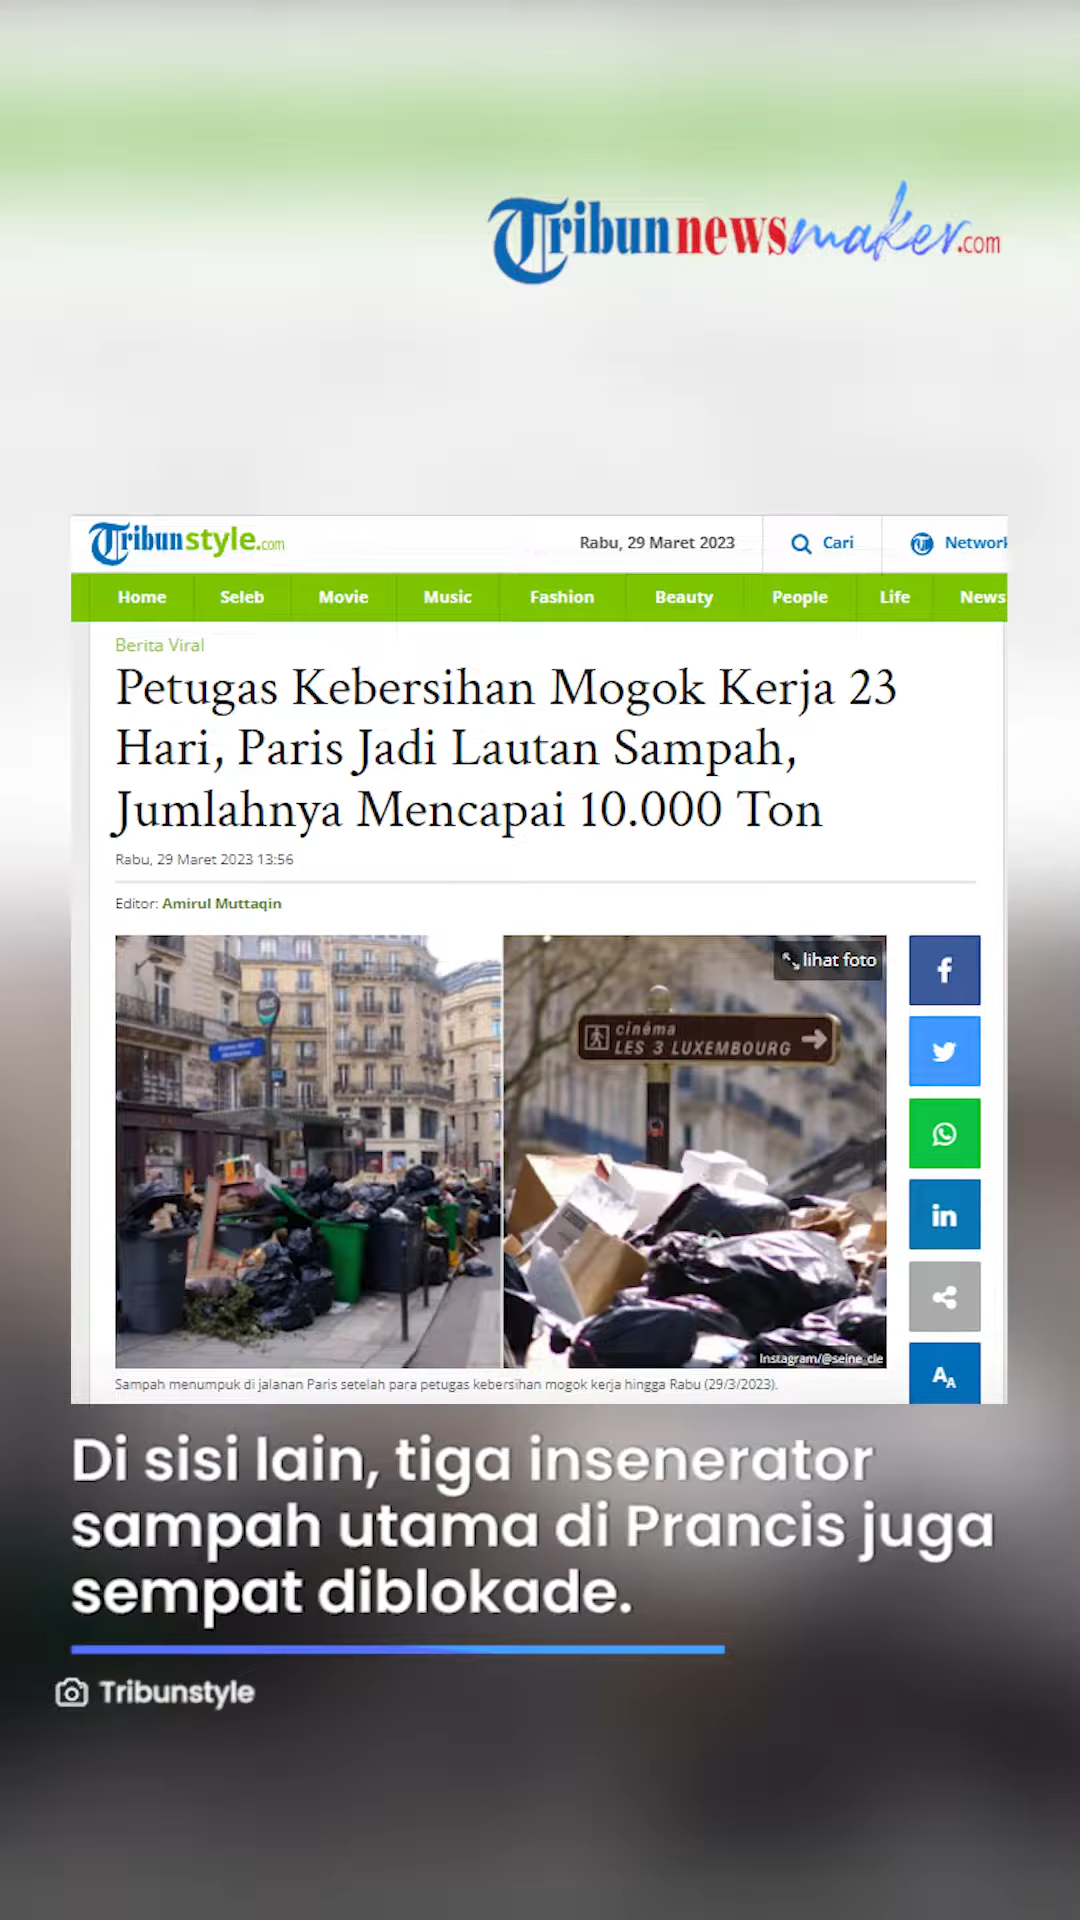 Tribunnewsmaker.com
Tribunstyle.com
Rabu, 29 Maret 2023
Cari
Network
Home Seleb Movie Music Fashion Beauty People Life News
Berita Viral
Petugas Kebersihan Mogok Kerja 23
Hari, Paris Jadi Lautan Sampah,
Jumlahnya Mencapai 10.000 Ton
Rabu, 29 Maret 2023 13:56
Editor: Amirul Muttaqin
lihat foto
BUS
cinéma
LES 3 LUXEMBOURG
Instagram/@seine_cle
Sampah menumpuk di jalanan Paris setelah para petugas kebersihan mogok kerja hingga Rabu (29/3/2023).
AA
Di sisi lain, tiga insenerator
sampah utama di Prancis juga
sempat diblokade.
Tribunstyle